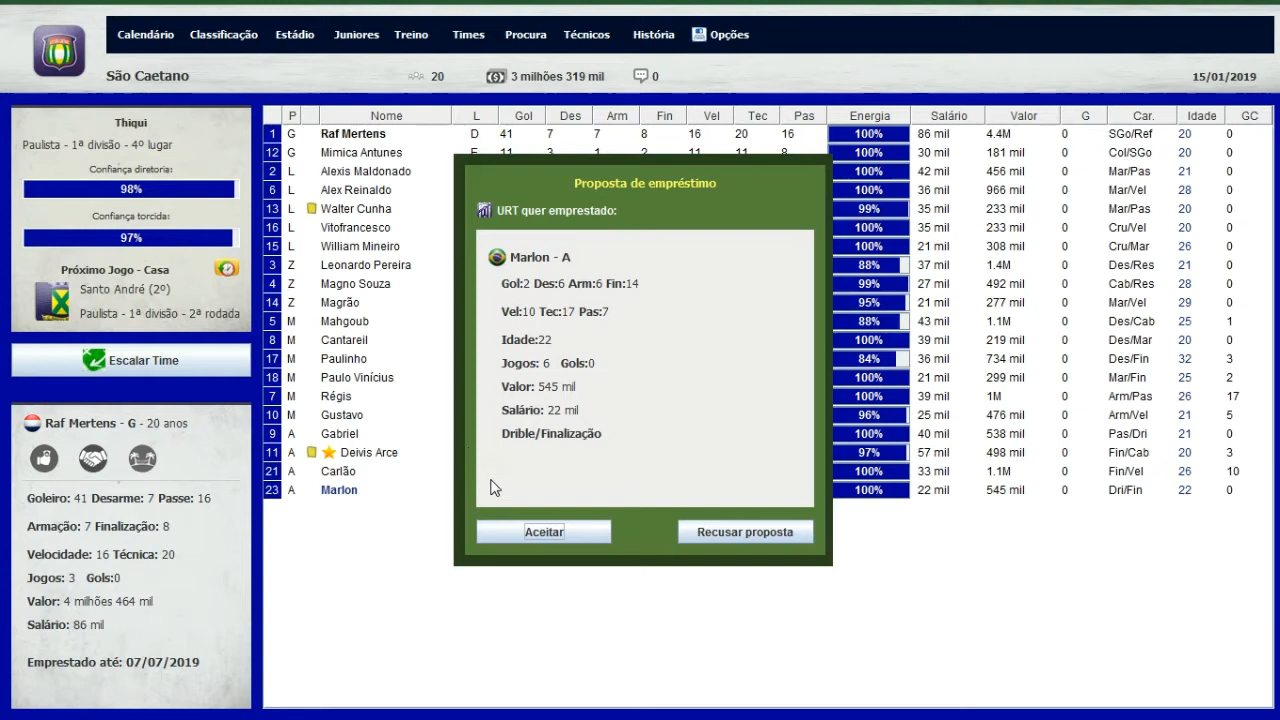 Calendário Classificação Estádio Juniores Treino Times Procura Técnicos História Opções
São Caetano 20 3 milhões 319 mil 0 15/01/2019
Thiqui
Paulista - 1ª divisão - 4º lugar
Confiança diretoria:
98%
Confiança torcida:
97%
Próximo Jogo - Casa
Santo André (2º)
Paulista - 1ª divisão - 2ª rodada
Escalar Time
Raf Mertens - G - 20 anos
Goleiro: 41 Desarme: 7 Passe: 16
Armação: 7 Finalização: 8
Velocidade: 16 Técnica: 20
Jogos: 3 Gols:0
Valor: 4 milhões 464 mil
Salário: 86 mil
Emprestado até: 07/07/2019
P Nome L Gol Des Arm Fin Vel Tec Pas Energia Salário Valor G Car. Idade GC
1 G Raf Mertens D 41 7 7 8 16 20 16 100% 86 mil 4.4M 0 SGo/Ref 20 0
12 G Mimica Antunes 100% 30 mil 181 mil 0 Col/SGo 20 0
2 L Alexis Maldonado 100% 42 mil 456 mil 0 Mar/Pas 21 0
6 L Alex Reinaldo 100% 36 mil 966 mil 0 Mar/Vel 28 0
13 L Walter Cunha 99% 35 mil 233 mil 0 Mar/Pas 20 0
16 L Vitofrancesco 100% 35 mil 233 mil 0 Cru/Vel 20 0
15 L William Mineiro 100% 21 mil 308 mil 0 Cru/Mar 26 0
3 Z Leonardo Pereira 88% 37 mil 1.4M 0 Des/Res 21 0
4 Z Magno Souza 99% 27 mil 492 mil 0 Cab/Res 28 0
14 Z Magrão 95% 21 mil 277 mil 0 Mar/Vel 29 0
5 M Mahgoub 88% 43 mil 1.1M 0 Des/Cab 25 1
8 M Cantareil 100% 39 mil 219 mil 0 Des/Mar 20 0
17 M Paulinho 84% 36 mil 734 mil 0 Des/Fin 32 3
18 M Paulo Vinícius 100% 21 mil 299 mil 0 Mar/Fin 25 2
7 M Régis 100% 39 mil 1M 0 Arm/Pas 26 17
10 M Gustavo 96% 25 mil 476 mil 0 Arm/Vel 21 5
9 A Gabriel 100% 40 mil 538 mil 0 Pas/Dri 21 0
11 A Deivis Arce 97% 57 mil 498 mil 0 Fin/Cab 20 3
21 A Carlão 100% 33 mil 1.1M 0 Fin/Vel 26 10
23 A Marlon 100% 22 mil 545 mil 0 Dri/Fin 22 0
Proposta de empréstimo
URT quer emprestado:
Marlon - A
Gol:2 Des:6 Arm:6 Fin:14
Vel:10 Tec:17 Pas:7
Idade:22
Jogos: 6 Gols:0
Valor: 545 mil
Salário: 22 mil
Drible/Finalização
Aceitar Recusar proposta